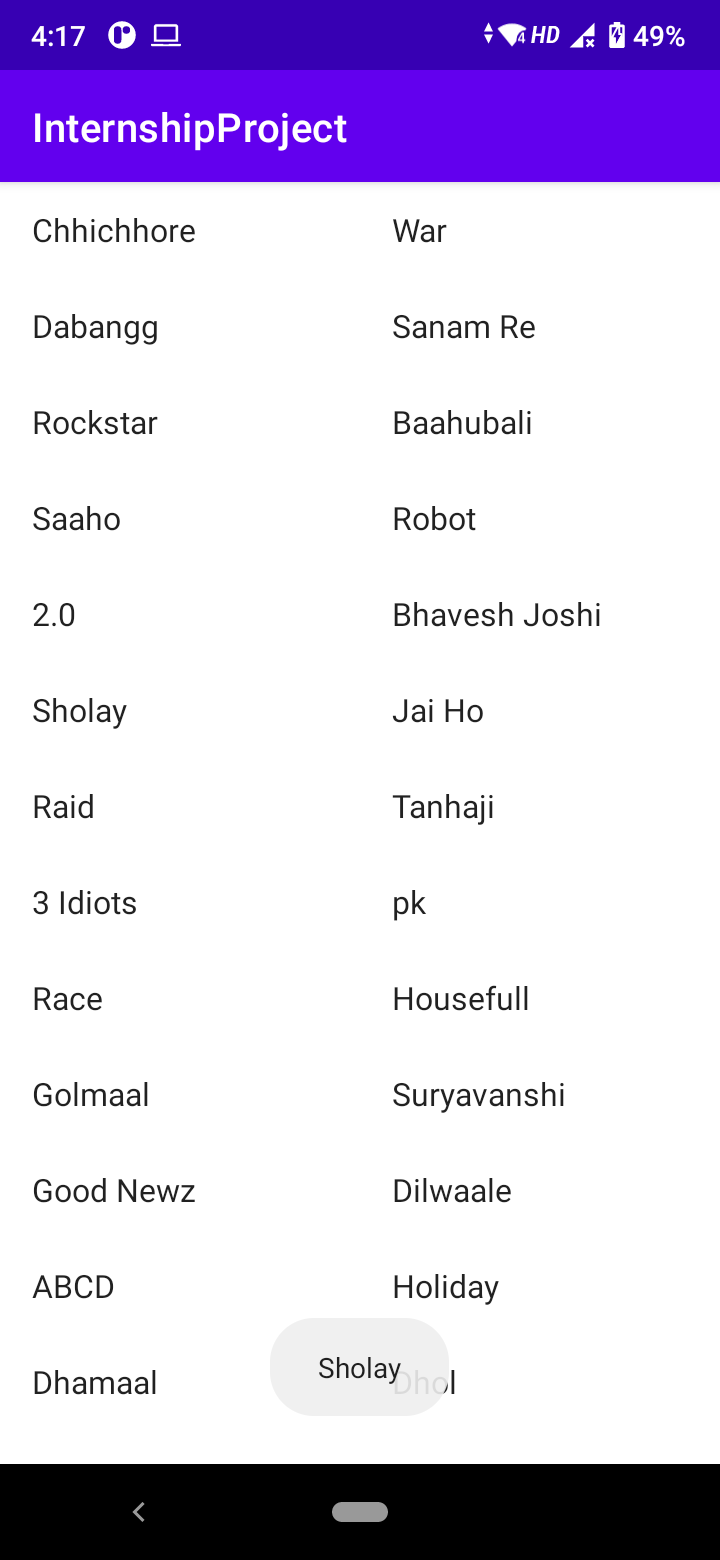 4:17 4 HD 49%
InternshipProject
Chhichhore War
Dabangg Sanam Re
Rockstar Baahubali
Saaho Robot
2.0 Bhavesh Joshi
Sholay Jai Ho
Raid Tanhaji
3 Idiots pk
Race Housefull
Golmaal Suryavanshi
Good Newz Dilwaale
ABCD Holiday
Sholay
Dhamaal Dhol